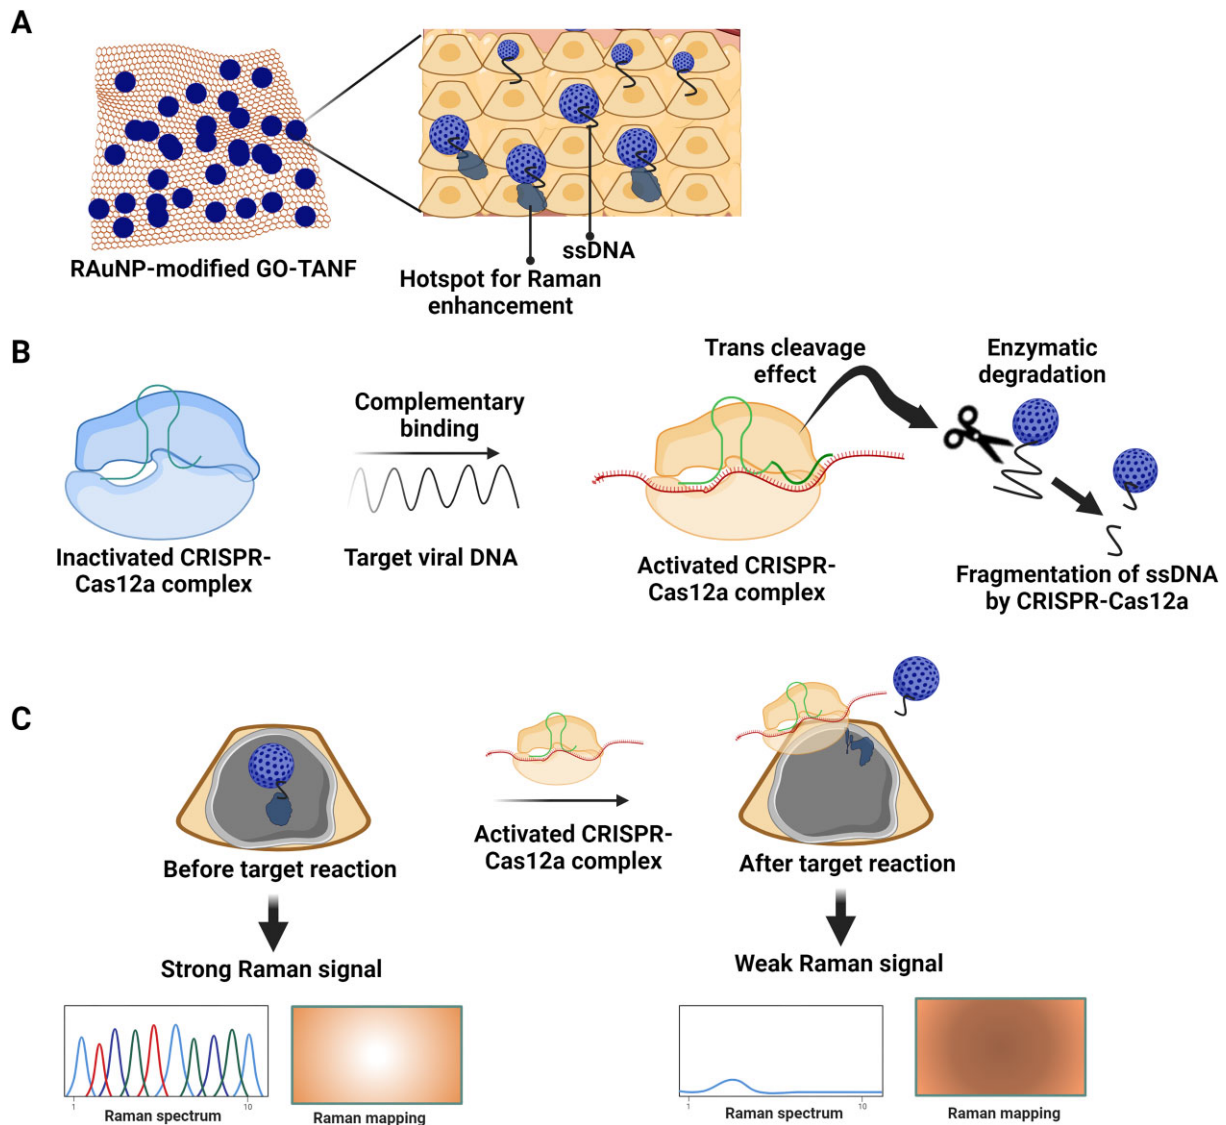 A
RAuNP-modified GO-TANF
ssDNA
Hotspot for Raman
enhancement
B
Inactivated CRISPR-
Cas12a complex
Complementary
binding
Target viral DNA
Trans cleavage
effect
Activated CRISPR-
Cas12a complex
Enzymatic
degradation
Fragmentation of ssDNA
by CRISPR-Cas12a
C
Before target reaction
Activated CRISPR-
Cas12a complex
After target reaction
Strong Raman signal
Weak Raman signal
1
10
Raman spectrum
Raman mapping
1
10
Raman spectrum
Raman mapping